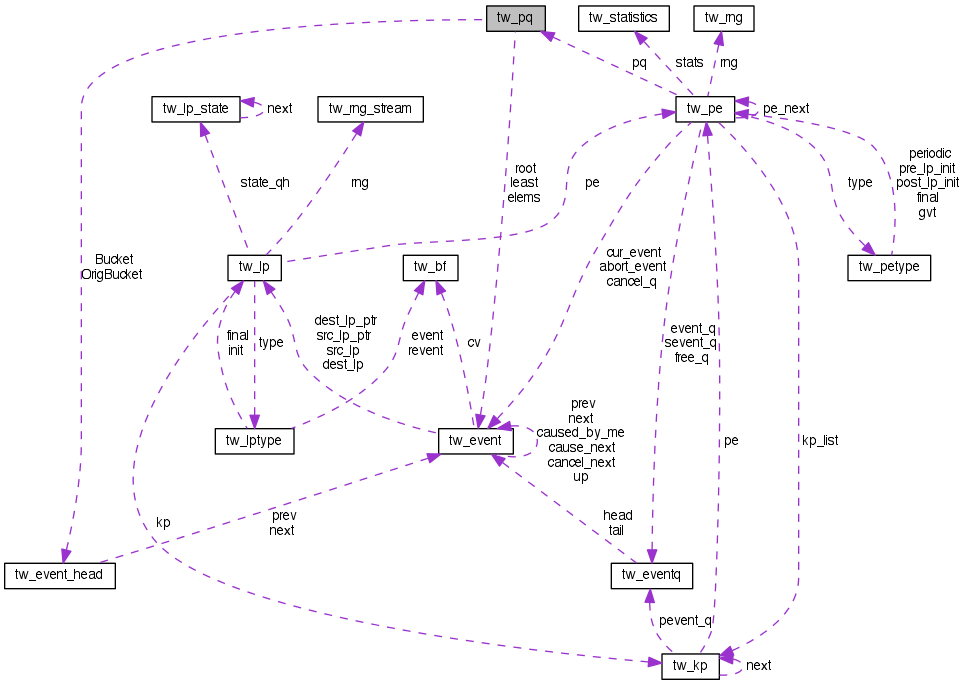 tw_pq
tw_statistics
tw_rng
pq
stats
rng
tw_lp_state
next
tw_rng_stream
tw_pe
pe_next
root
least
elems
periodic
pre_lp_init
post_lp_init
final
gvt
state_qh
rng
pe
type
Bucket
OrigBucket
cur_event
abort_event
cancel_q
tw_lp
tw_bf
tw_petype
dest_lp_ptr
src_lp_ptr
src_lp
dest_lp
final
init
type
event
revent
cv
event_q
sevent_q
free_q
prev
next
caused_by_me
cause_next
cancel_next
up
tw_lptype
tw_event
pe
kp_list
kp
prev
next
head
tail
tw_event_head
tw_eventq
pevent_q
tw_kp
next